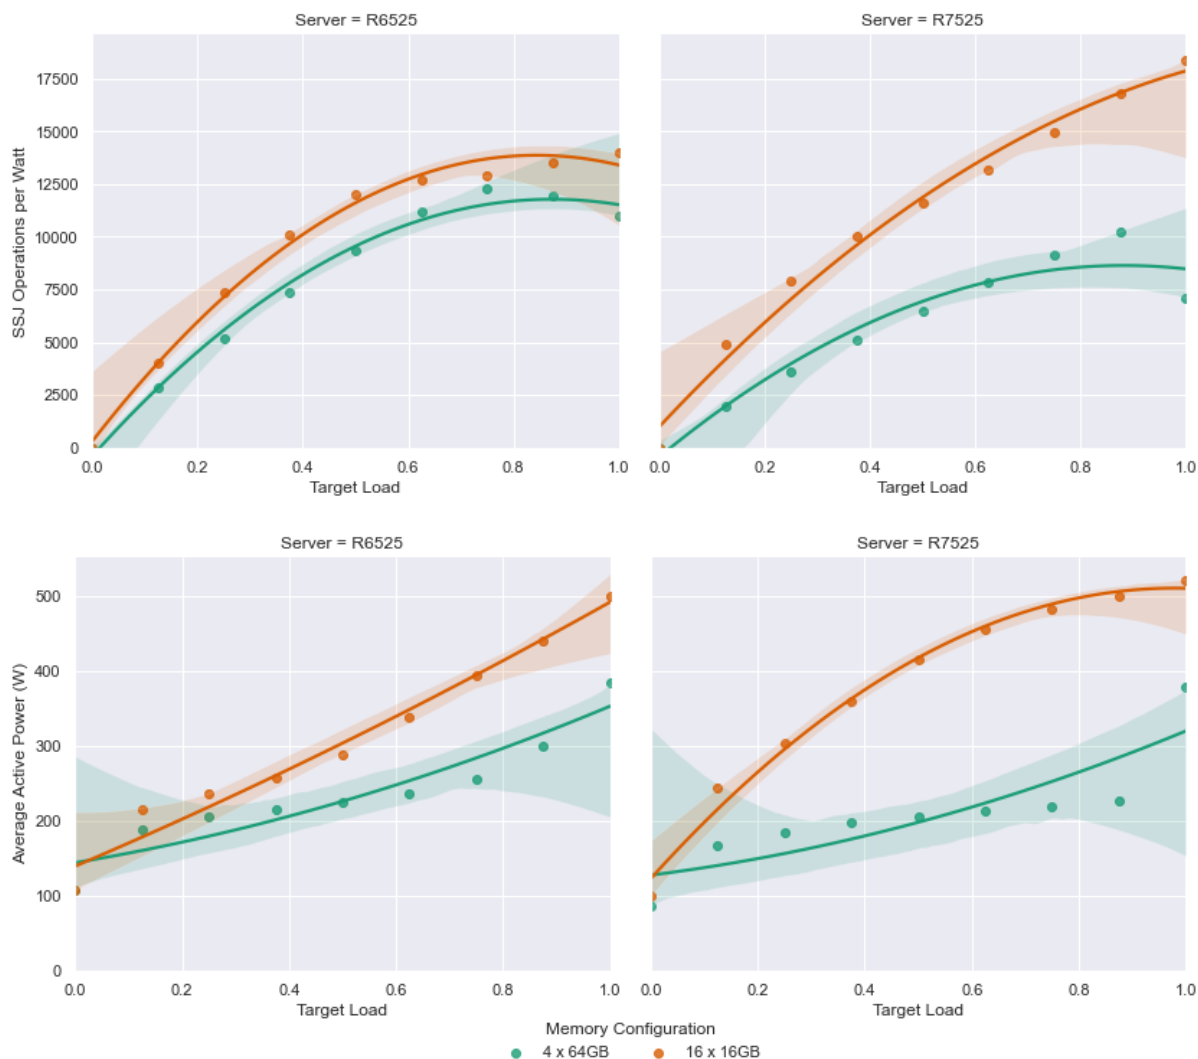 Server = R6525
Server = R7525
SSJ Operations per Watt
17500
15000
12500
10000
7500
5000
2500
0
0.0 0.2 0.4 0.6 0.8 1.0
0.0 0.2 0.4 0.6 0.8 1.0
Target Load
Target Load
Server = R6525
Server = R7525
Average Active Power (W)
500
400
300
200
100
0
0.0 0.2 0.4 0.6 0.8 1.0
0.0 0.2 0.4 0.6 0.8 1.0
Target Load
Target Load
Memory Configuration
4 x 64GB
16 x 16GB